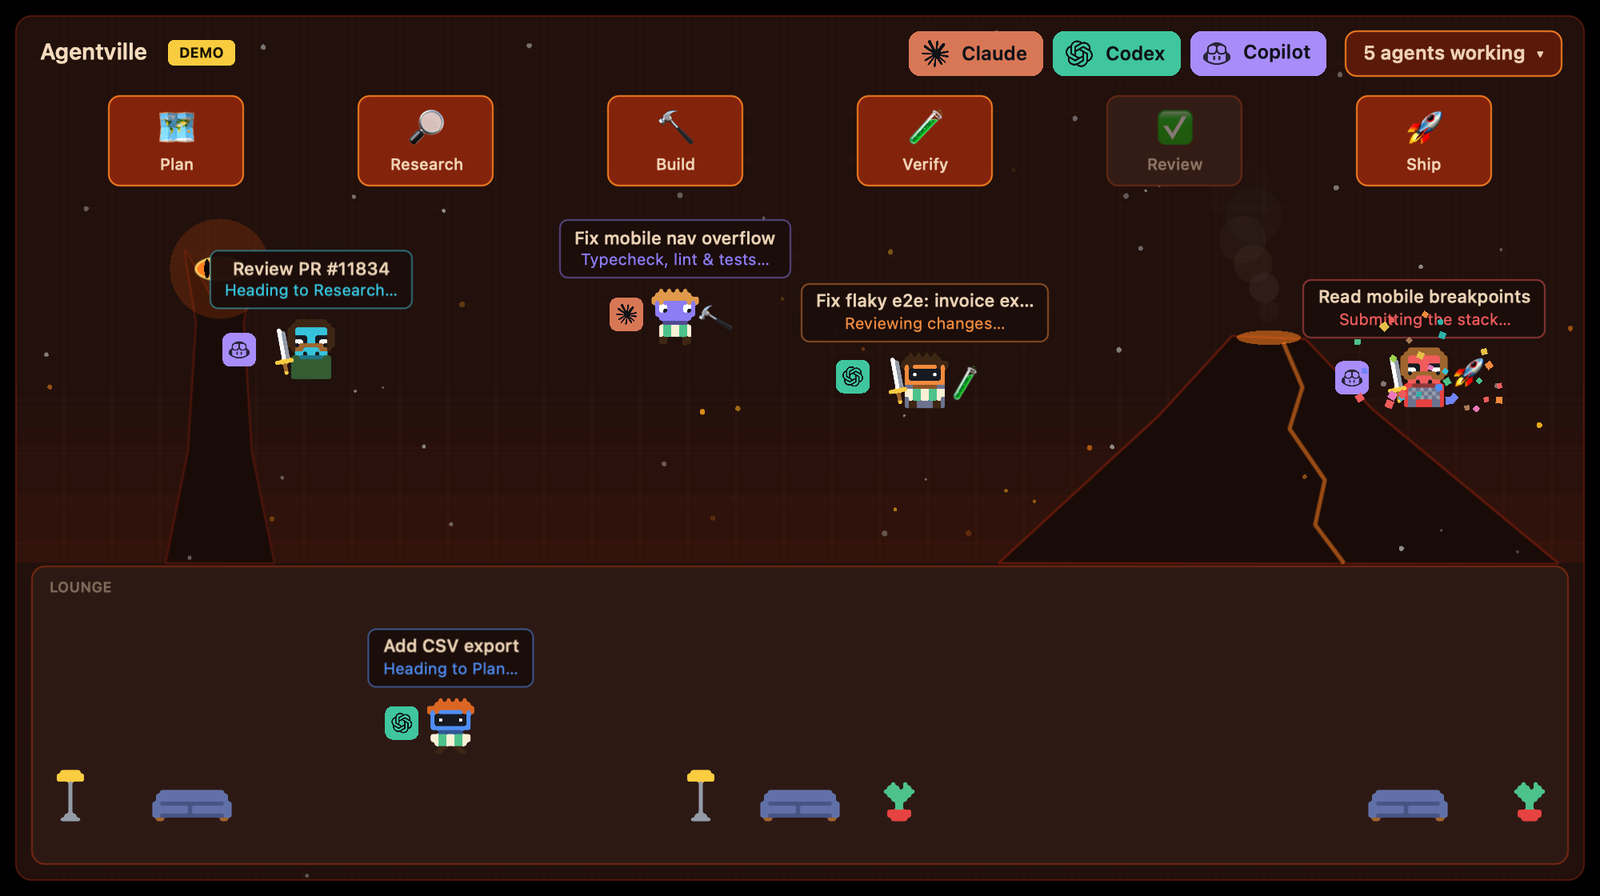 Agentville
DEMO
Claude
Codex
Copilot
5 agents working
Plan
Research
Build
Verify
Review
Ship
Fix mobile nav overflow
Typecheck, lint & tests...
Review PR #11834
Heading to Research...
Fix flaky e2e: invoice ex...
Reviewing changes...
Read mobile breakpoints
Submitting the stack...
LOUNGE
Add CSV export
Heading to Plan...